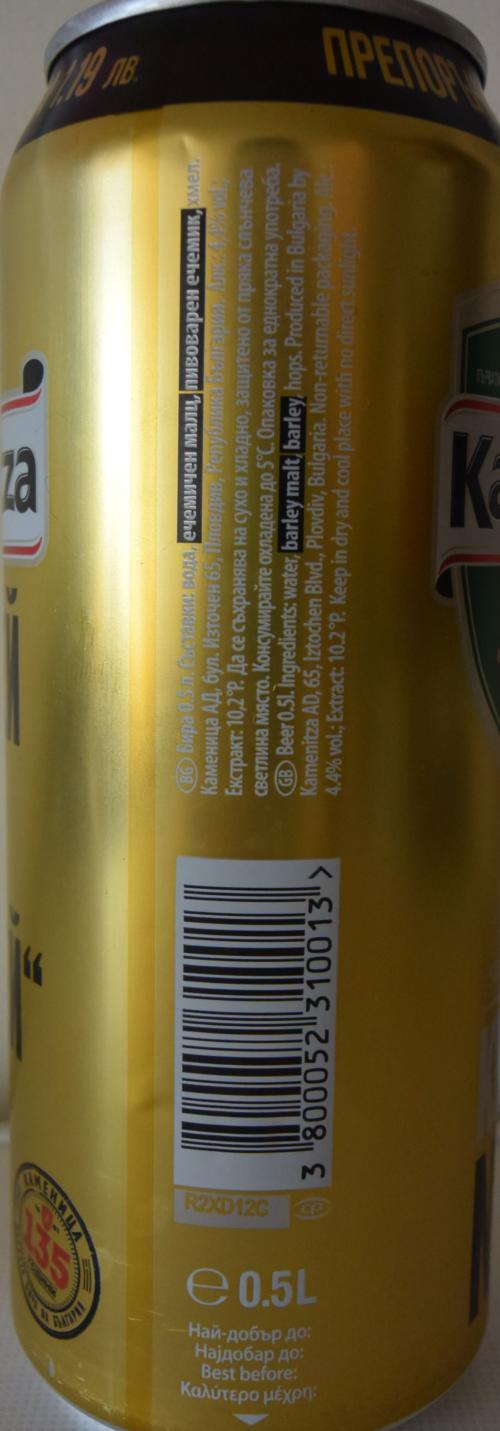 1.19 ЛВ.
ПРЕПОР
BG Бира 0.5 л. Съставки: вода, ечемичен малц, пивоварен ечемик, хмел.
Каменица АД, бул. Източен 65, Пловдив, Република България. Алк.: 4,4% vol.;
Екстракт: 10,2°P. Да се съхранява на сухо и хладно, защитено от пряка слънчева
светлина място. Консумирайте охладена до 5°C. Опаковка за еднократна употреба.
GB Beer 0.5l. Ingredients: water, barley malt, barley, hops. Produced in Bulgaria by
Kamenitza AD, 65, Iztochen Blvd., Plovdiv, Bulgaria. Non-returnable packaging. Alc.:
4.4% vol.; Extract: 10.2°P. Keep in dry and cool place with no direct sunlight.
za
Ka
Й
Й“
3 800052 310013 >
R2XD12C
КАМЕНИЦА
135
ГОДИНИ
e 0.5L
Най-добър до:
Најдобар до:
Best before:
Καλύτερο μέχρι: